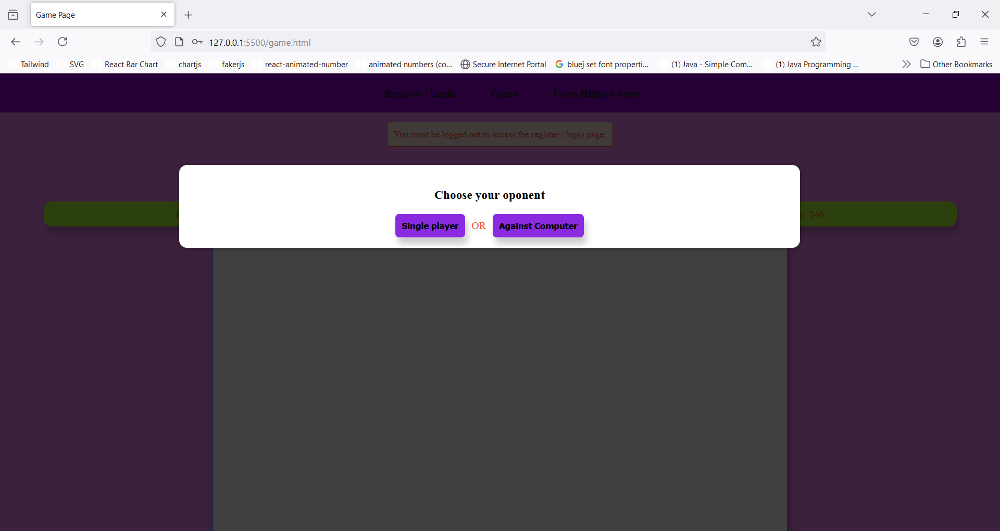 Game Page
127.0.0.1:5500/game.html
Tailwind SVG React Bar Chart chartjs fakerjs react-animated-number animated numbers (co... Secure Internet Portal bluej set font properti... (1) Java - Simple Com... (1) Java Programming ... Other Bookmarks
Register / Login Game Users Highest Score
You must be logged out to access the register / login page.
Choose your oponent
: 246
Single player OR Against Computer